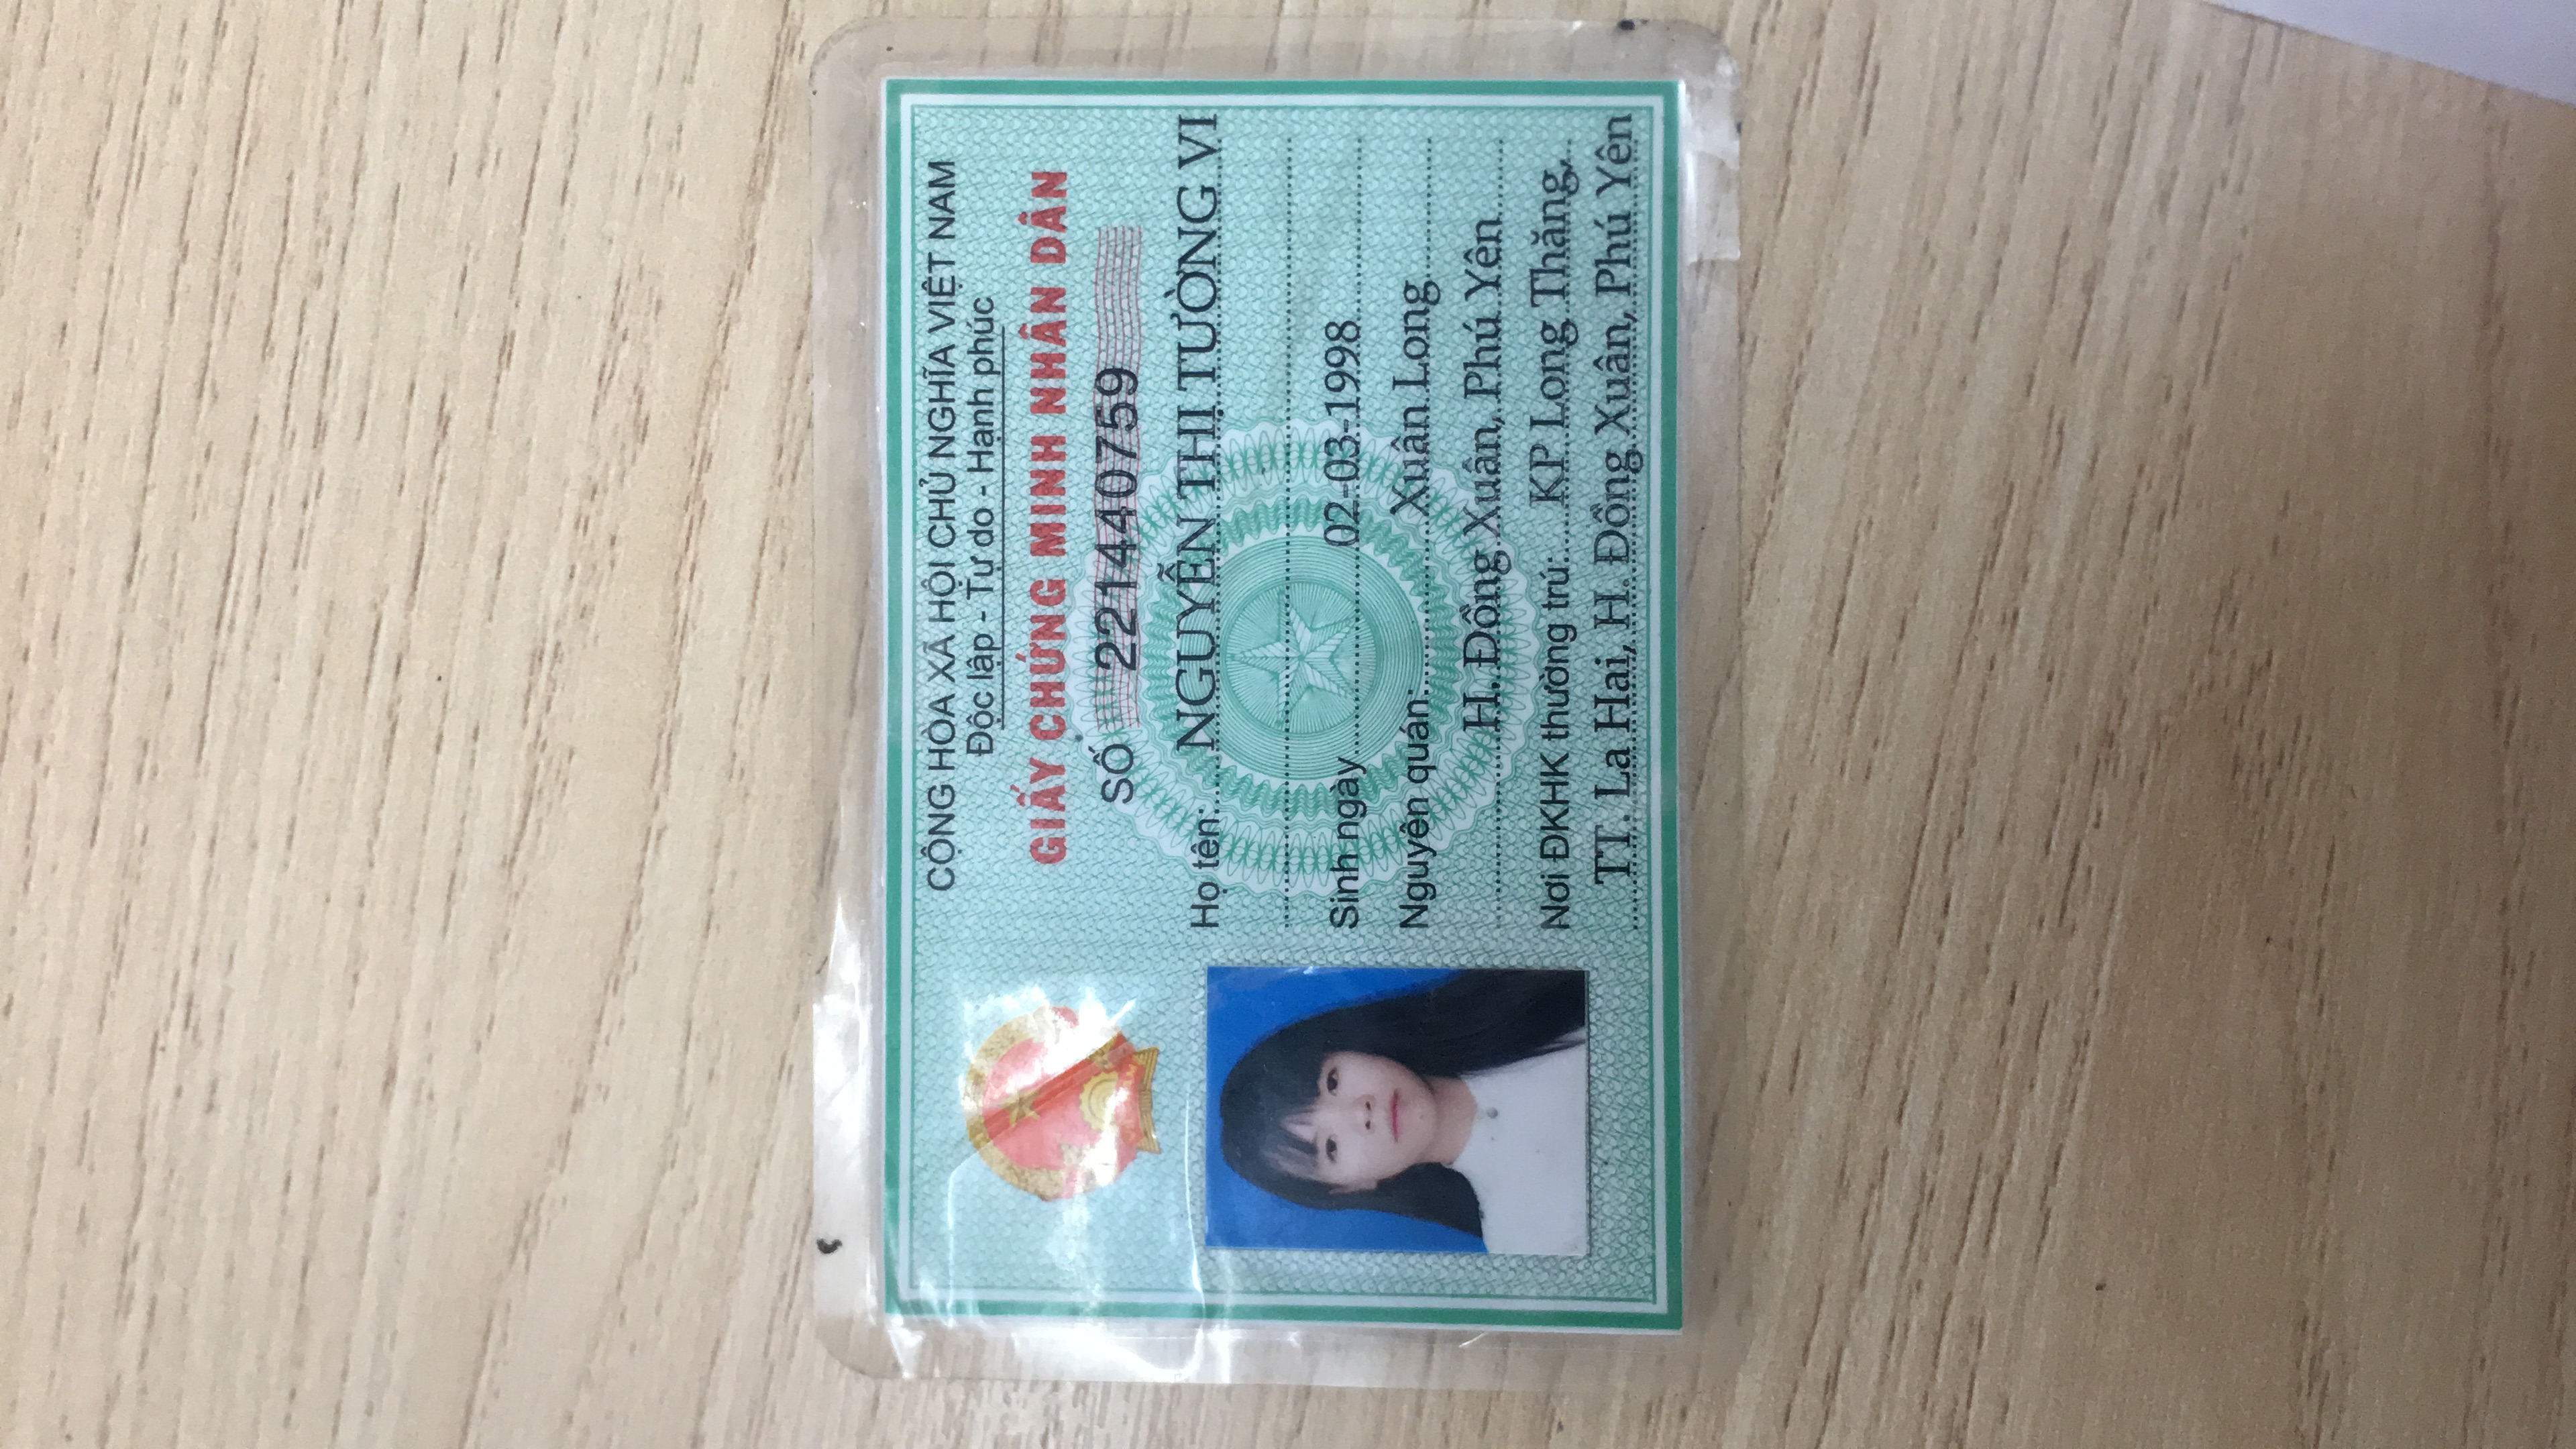 CỘNG HÒA XÃ HỘI CHỦ NGHĨA VIỆT NAM
Độc lập - Tự do - Hạnh phúc
GIẤY CHỨNG MINH NHÂN DÂN
SỐ 221440759
Họ tên: NGUYỄN THỊ TƯỜNG VI
Sinh ngày 02-03-1998
Nguyên quán: Xuân Long
H. Đồng Xuân, Phú Yên
Nơi ĐKHK thường trú: KP Long Thăng,
TT. La Hai, H. Đồng Xuân, Phú Yên